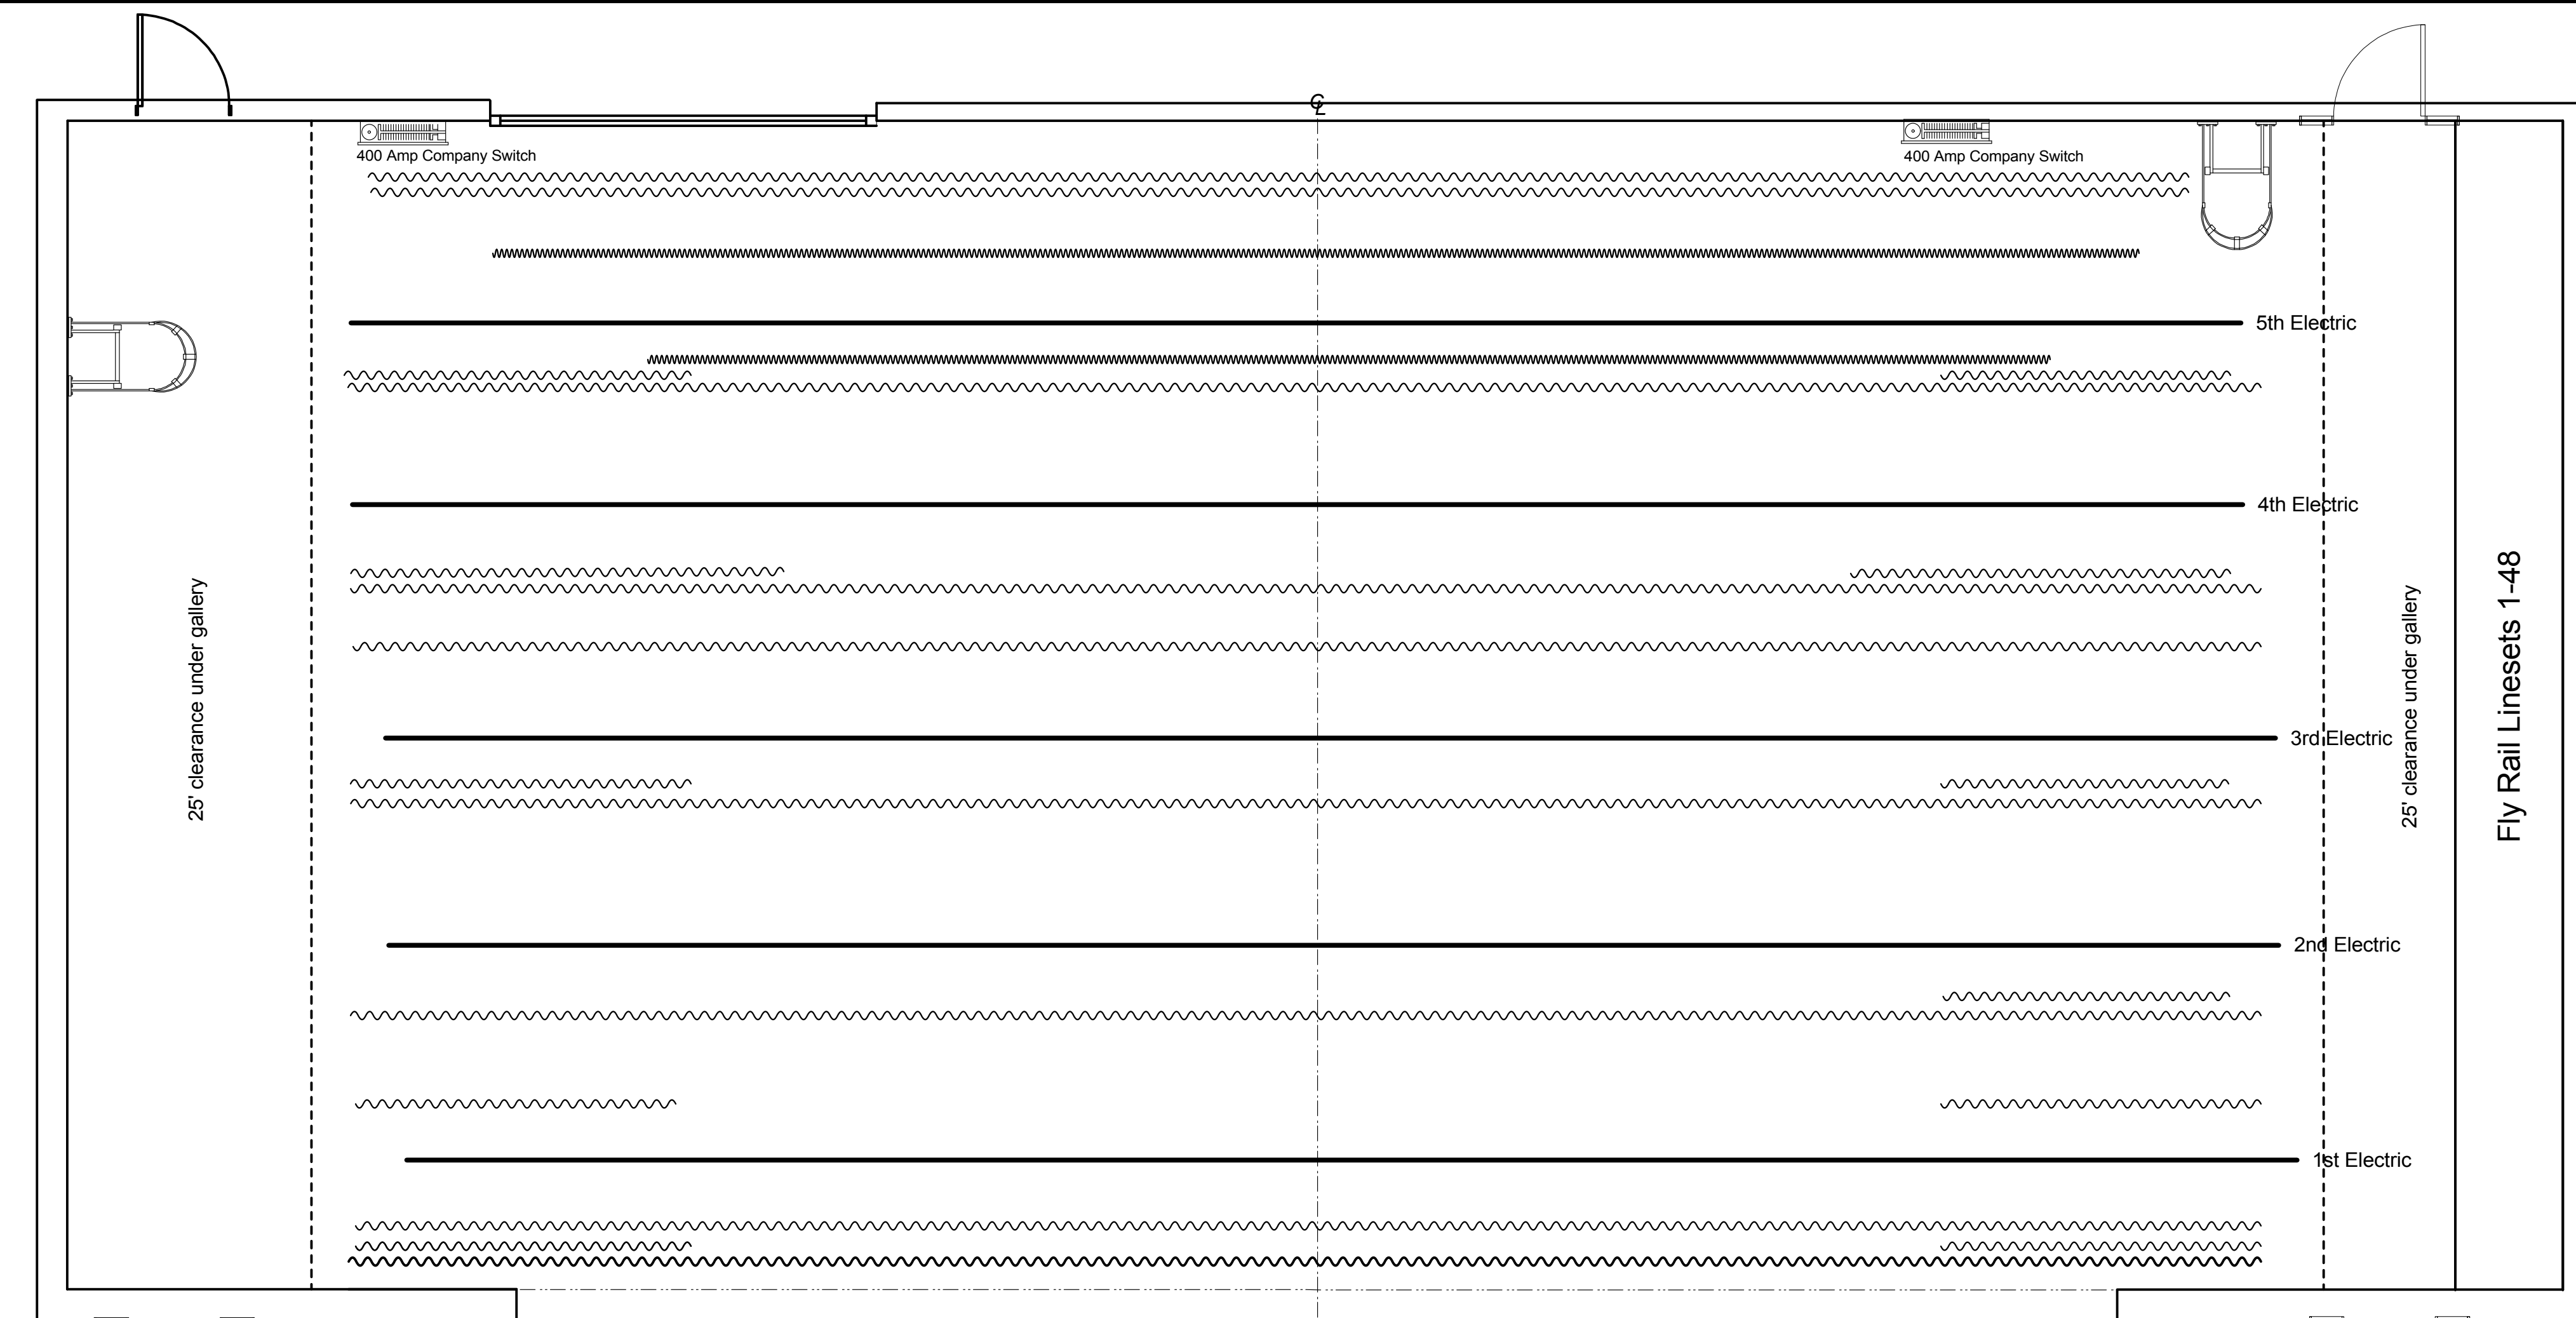 ℄
400 Amp Company Switch
400 Amp Company Switch
5th Electric
4th Electric
25' clearance under gallery
25' clearance under gallery
Fly Rail Linesets 1-48
3rd Electric
2nd Electric
1st Electric